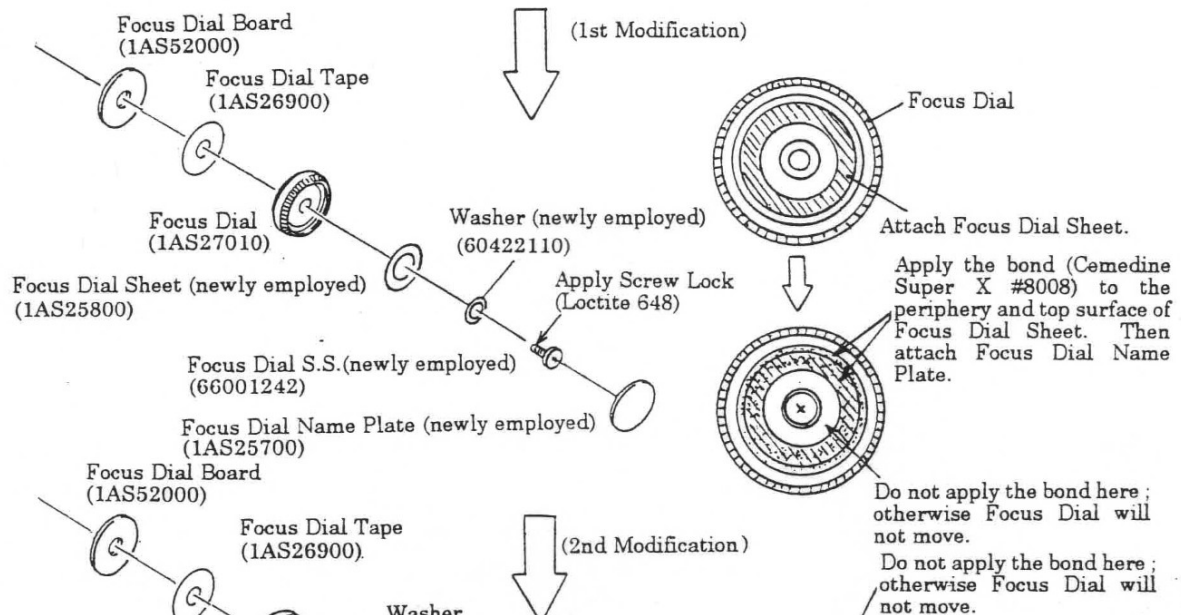 Focus Dial Board
(1AS52000)
(1st Modification)
Focus Dial Tape
(1AS26900)
Focus Dial
Focus Dial
(1AS27010)
Washer (newly employed)
(60422110)
Attach Focus Dial Sheet.
Focus Dial Sheet (newly employed)
(1AS25800)
Apply Screw Lock
(Loctite 648)
Apply the bond (Cemedine
Super X #8008) to the
periphery and top surface of
Focus Dial Sheet. Then
attach Focus Dial Name
Plate.
Focus Dial S.S.(newly employed)
(66001242)
Focus Dial Name Plate (newly employed)
(1AS25700)
Focus Dial Board
(1AS52000)
Do not apply the bond here ;
otherwise Focus Dial will
not move.
Focus Dial Tape
(1AS26900)
(2nd Modification)
Do not apply the bond here ;
otherwise Focus Dial will
not move.
Washer